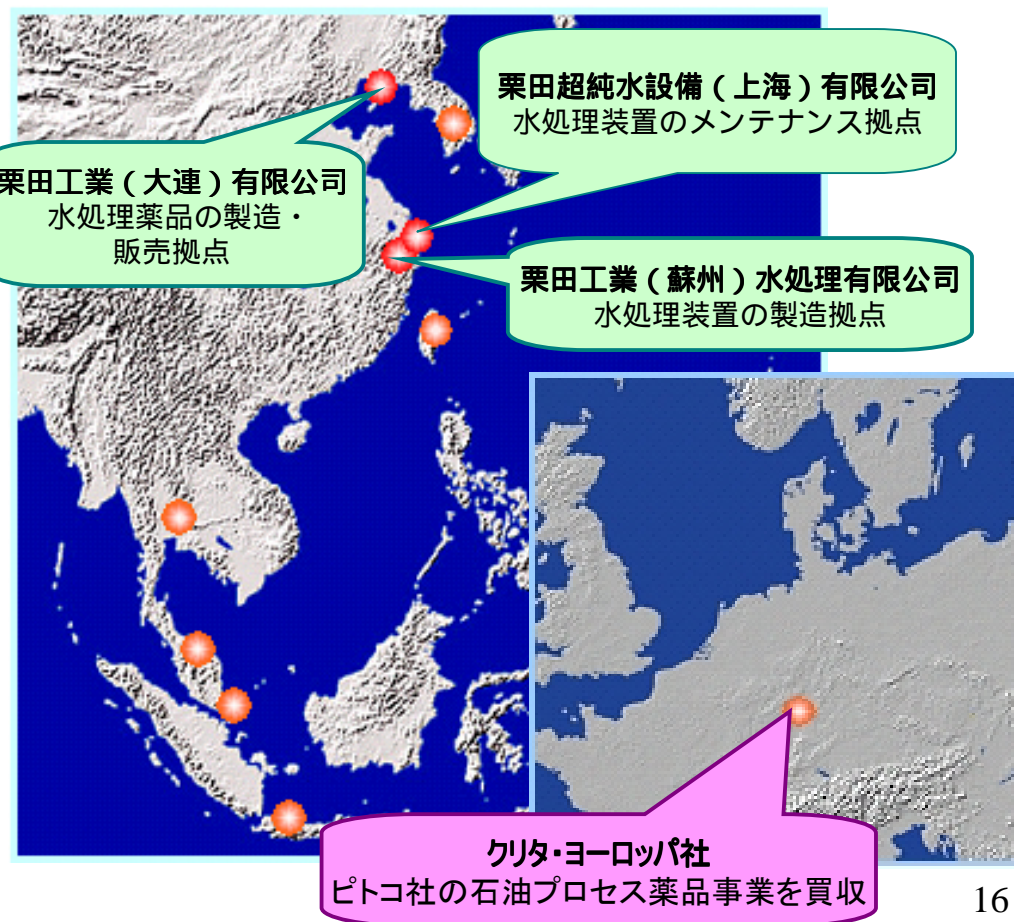 栗田超純水設備（上海）有限公司
水処理装置のメンテナンス拠点
栗田工業（大連）有限公司
水処理薬品の製造・
販売拠点
栗田工業（蘇州）水処理有限公司
水処理装置の製造拠点
クリタ・ヨーロッパ社
ピトコ社の石油プロセス薬品事業を買収
16